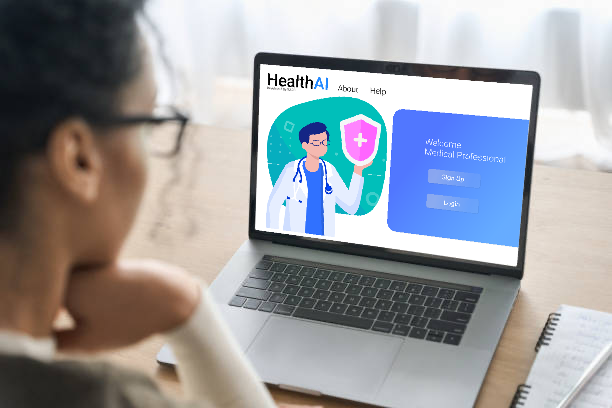 HealthAI
About
Help
Welcome
Medical Professional
Sign Up
Login